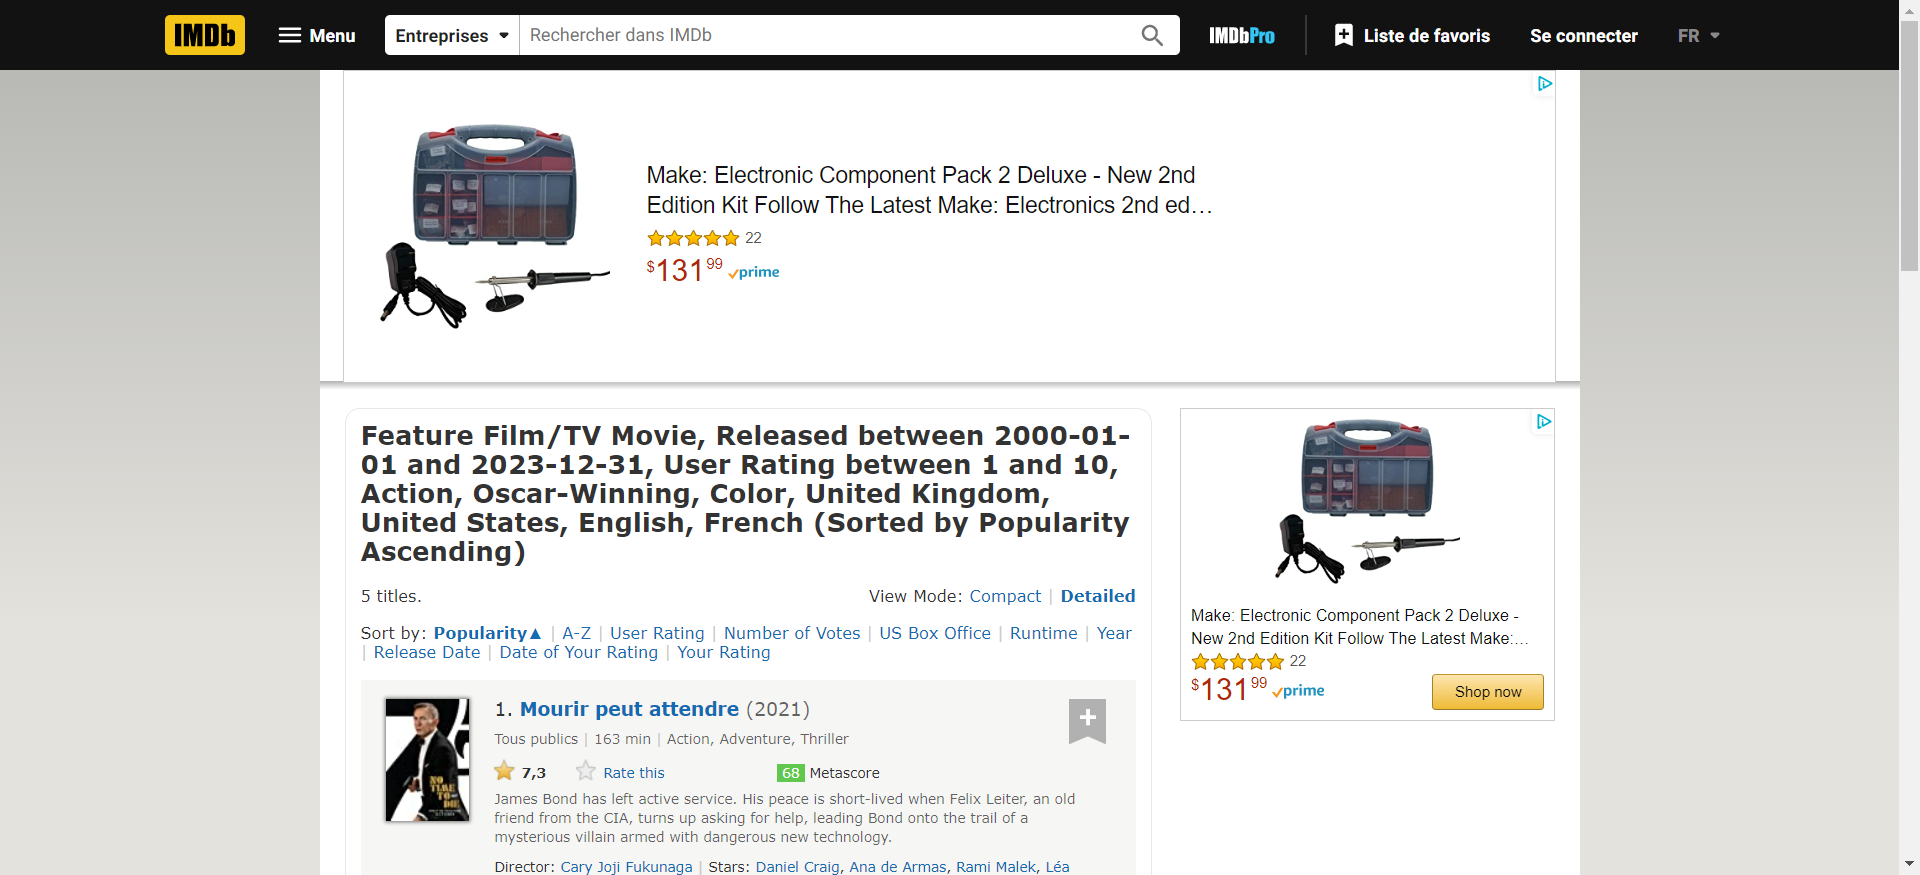 IMDb
Menu
Entreprises
Rechercher dans IMDb
IMDbPro
Liste de favoris
Se connecter
FR
Make: Electronic Component Pack 2 Deluxe - New 2nd
Edition Kit Follow The Latest Make: Electronics 2nd ed…
22
$131 99 prime
Feature Film/TV Movie, Released between 2000-01-
01 and 2023-12-31, User Rating between 1 and 10,
Action, Oscar-Winning, Color, United Kingdom,
United States, English, French (Sorted by Popularity
Ascending)
5 titles.
View Mode: Compact | Detailed
Sort by: Popularity▲ | A-Z | User Rating | Number of Votes | US Box Office | Runtime | Year
| Release Date | Date of Your Rating | Your Rating
1. Mourir peut attendre (2021)
Tous publics | 163 min | Action, Adventure, Thriller
7,3 Rate this 68 Metascore
James Bond has left active service. His peace is short-lived when Felix Leiter, an old
friend from the CIA, turns up asking for help, leading Bond onto the trail of a
mysterious villain armed with dangerous new technology.
Director: Cary Joji Fukunaga | Stars: Daniel Craig, Ana de Armas, Rami Malek, Léa
NO
TIME
TO
DIE
Make: Electronic Component Pack 2 Deluxe -
New 2nd Edition Kit Follow The Latest Make:…
22
$131 99 prime
Shop now